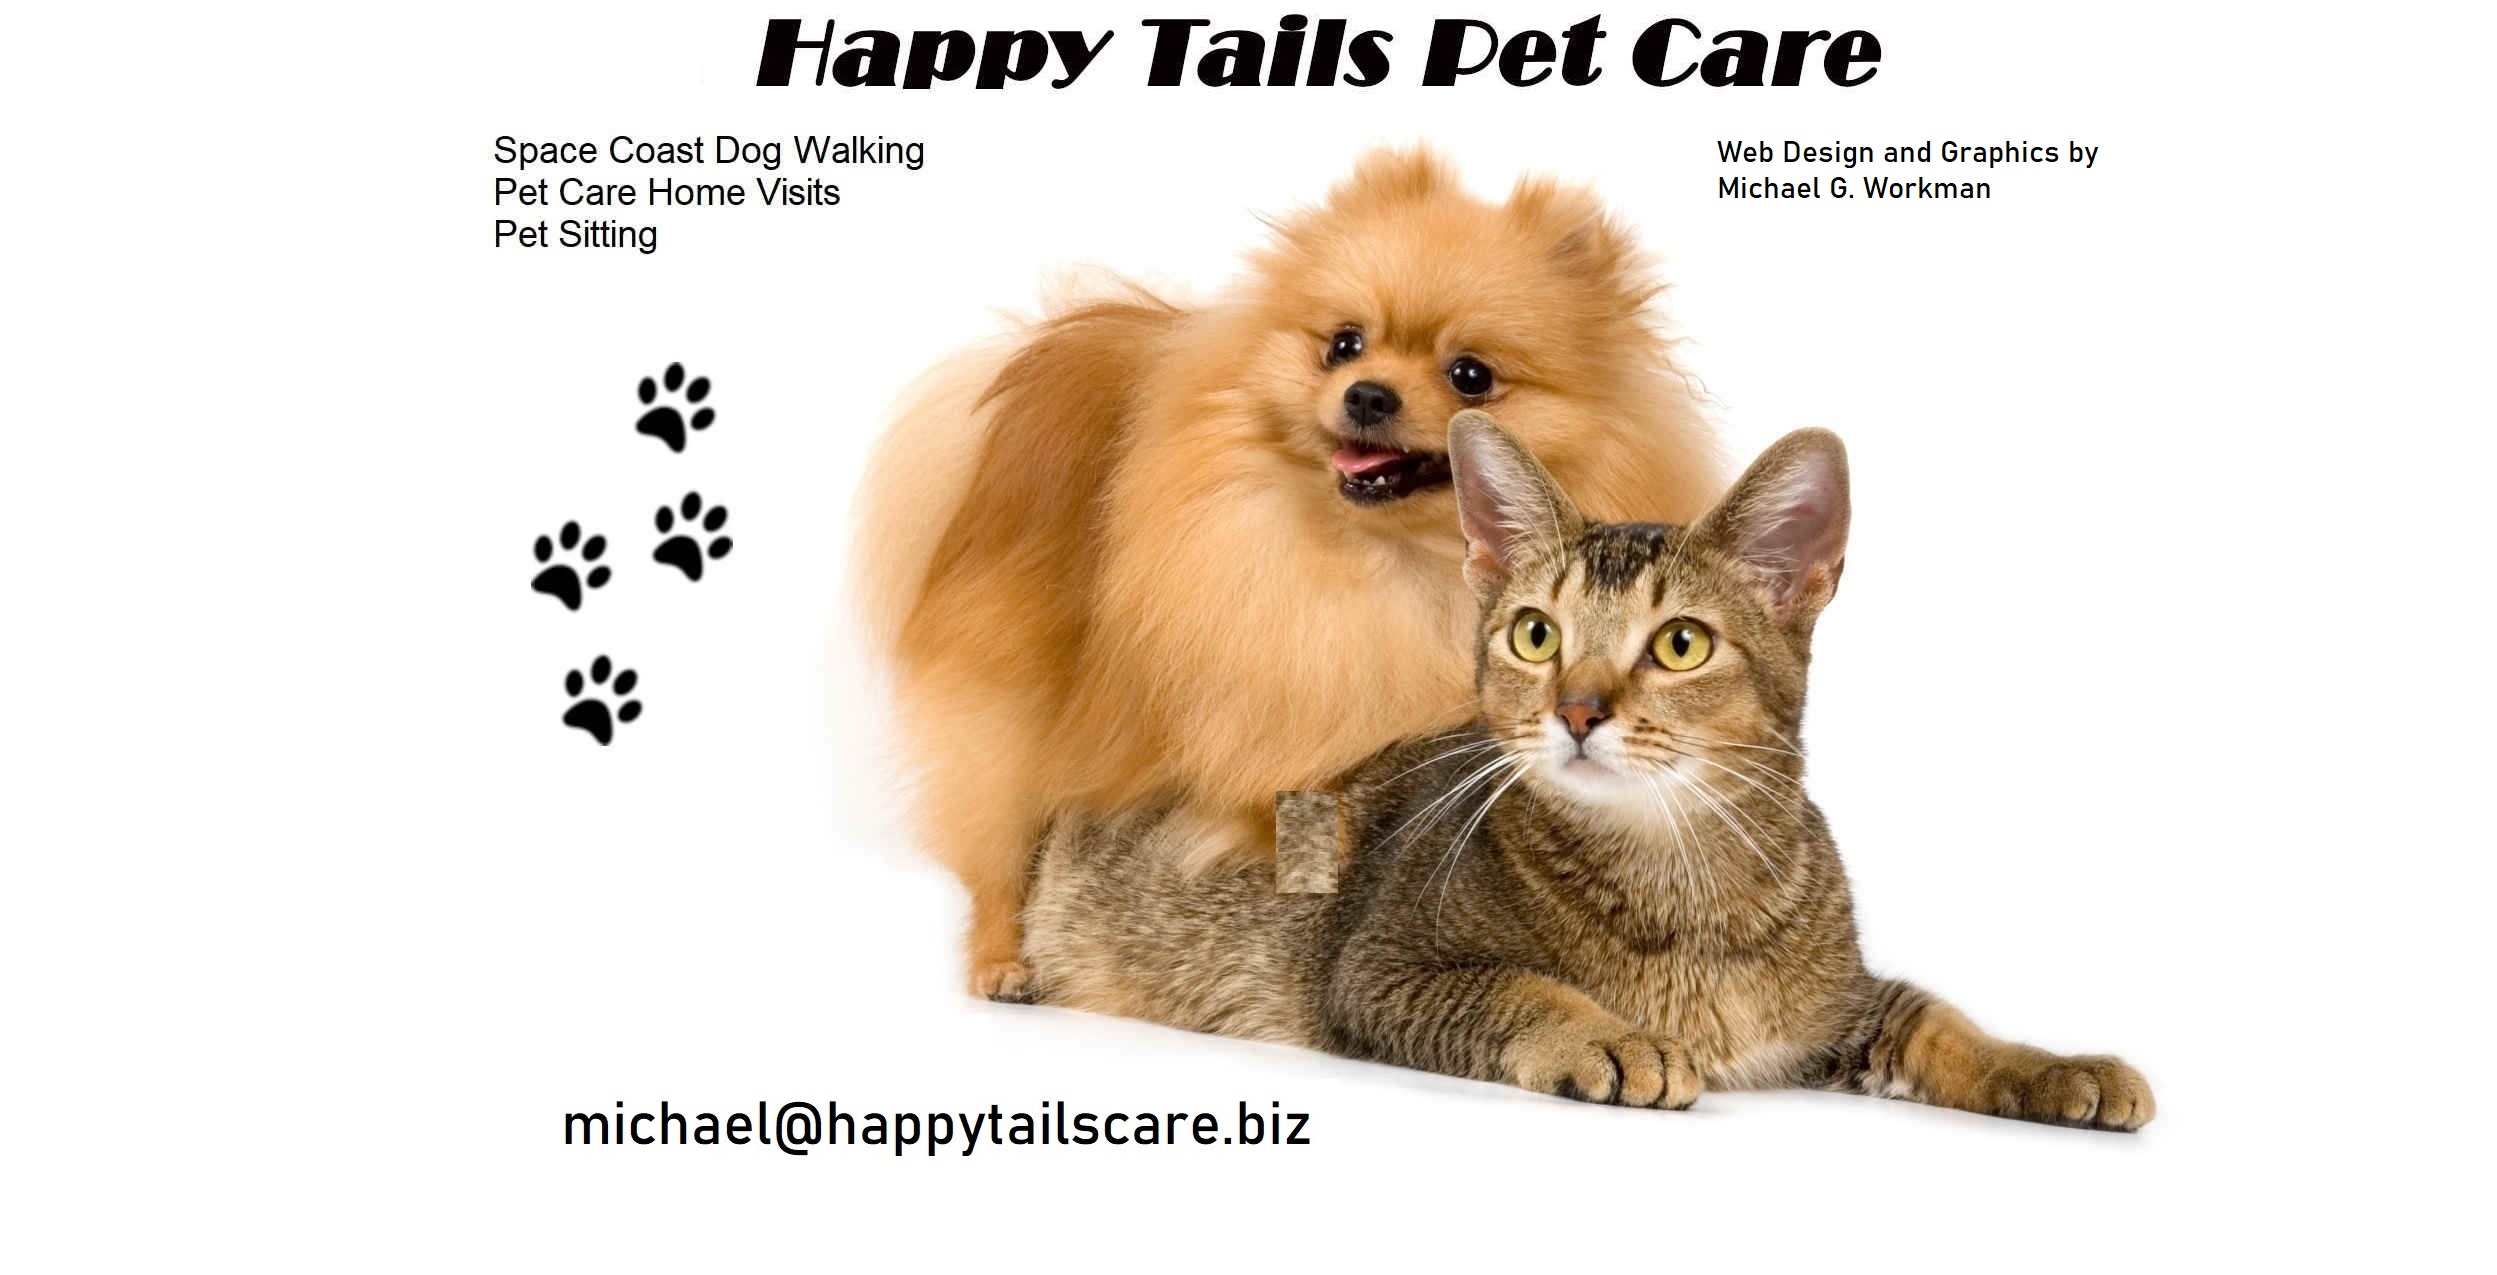 Happy Tails Pet Care
Space Coast Dog Walking
Pet Care Home Visits
Pet Sitting
Web Design and Graphics by
Michael G. Workman
michael@happytailscare.biz